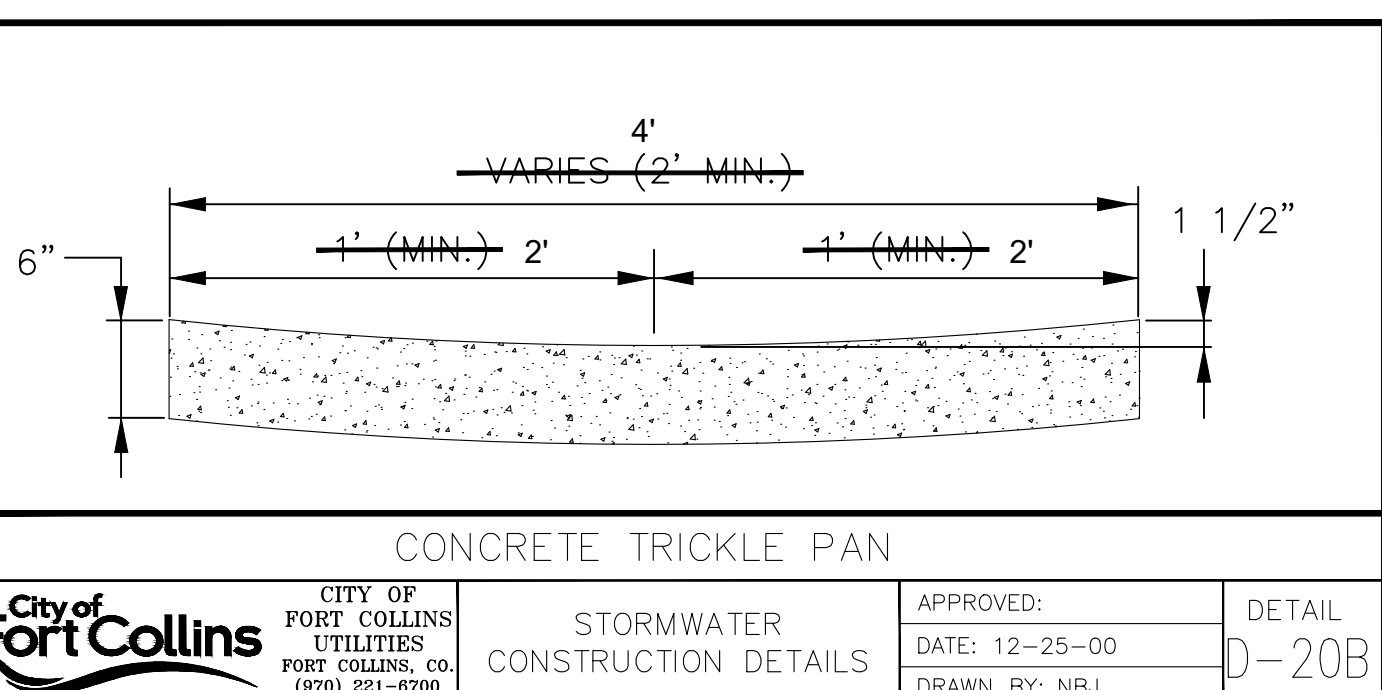 4'
VARIES (2' MIN.)
1 1/2"
6"
1' (MIN.) 2'
1' (MIN.) 2'
CONCRETE TRICKLE PAN
City of
Fort Collins
CITY OF
FORT COLLINS
UTILITIES
FORT COLLINS, CO.
(970) 221-6700
STORMWATER
CONSTRUCTION DETAILS
APPROVED:
DATE: 12-25-00
DRAWN BY: NBJ
DETAIL
D-20B